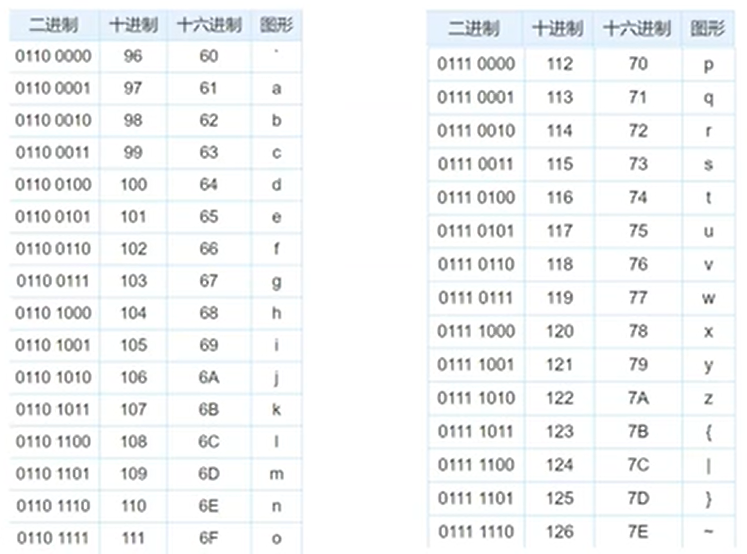 二进制 十进制 十六进制 图形
0110 0000 96 60 `
0110 0001 97 61 a
0110 0010 98 62 b
0110 0011 99 63 c
0110 0100 100 64 d
0110 0101 101 65 e
0110 0110 102 66 f
0110 0111 103 67 g
0110 1000 104 68 h
0110 1001 105 69 i
0110 1010 106 6A j
0110 1011 107 6B k
0110 1100 108 6C l
0110 1101 109 6D m
0110 1110 110 6E n
0110 1111 111 6F o
二进制 十进制 十六进制 图形
0111 0000 112 70 p
0111 0001 113 71 q
0111 0010 114 72 r
0111 0011 115 73 s
0111 0100 116 74 t
0111 0101 117 75 u
0111 0110 118 76 v
0111 0111 119 77 w
0111 1000 120 78 x
0111 1001 121 79 y
0111 1010 122 7A z
0111 1011 123 7B {
0111 1100 124 7C |
0111 1101 125 7D }
0111 1110 126 7E ~